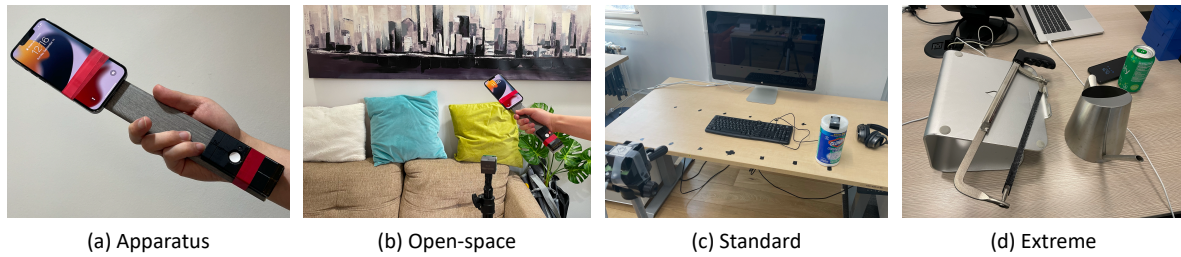 (a) Apparatus
(b) Open-space
(c) Standard
(d) Extreme